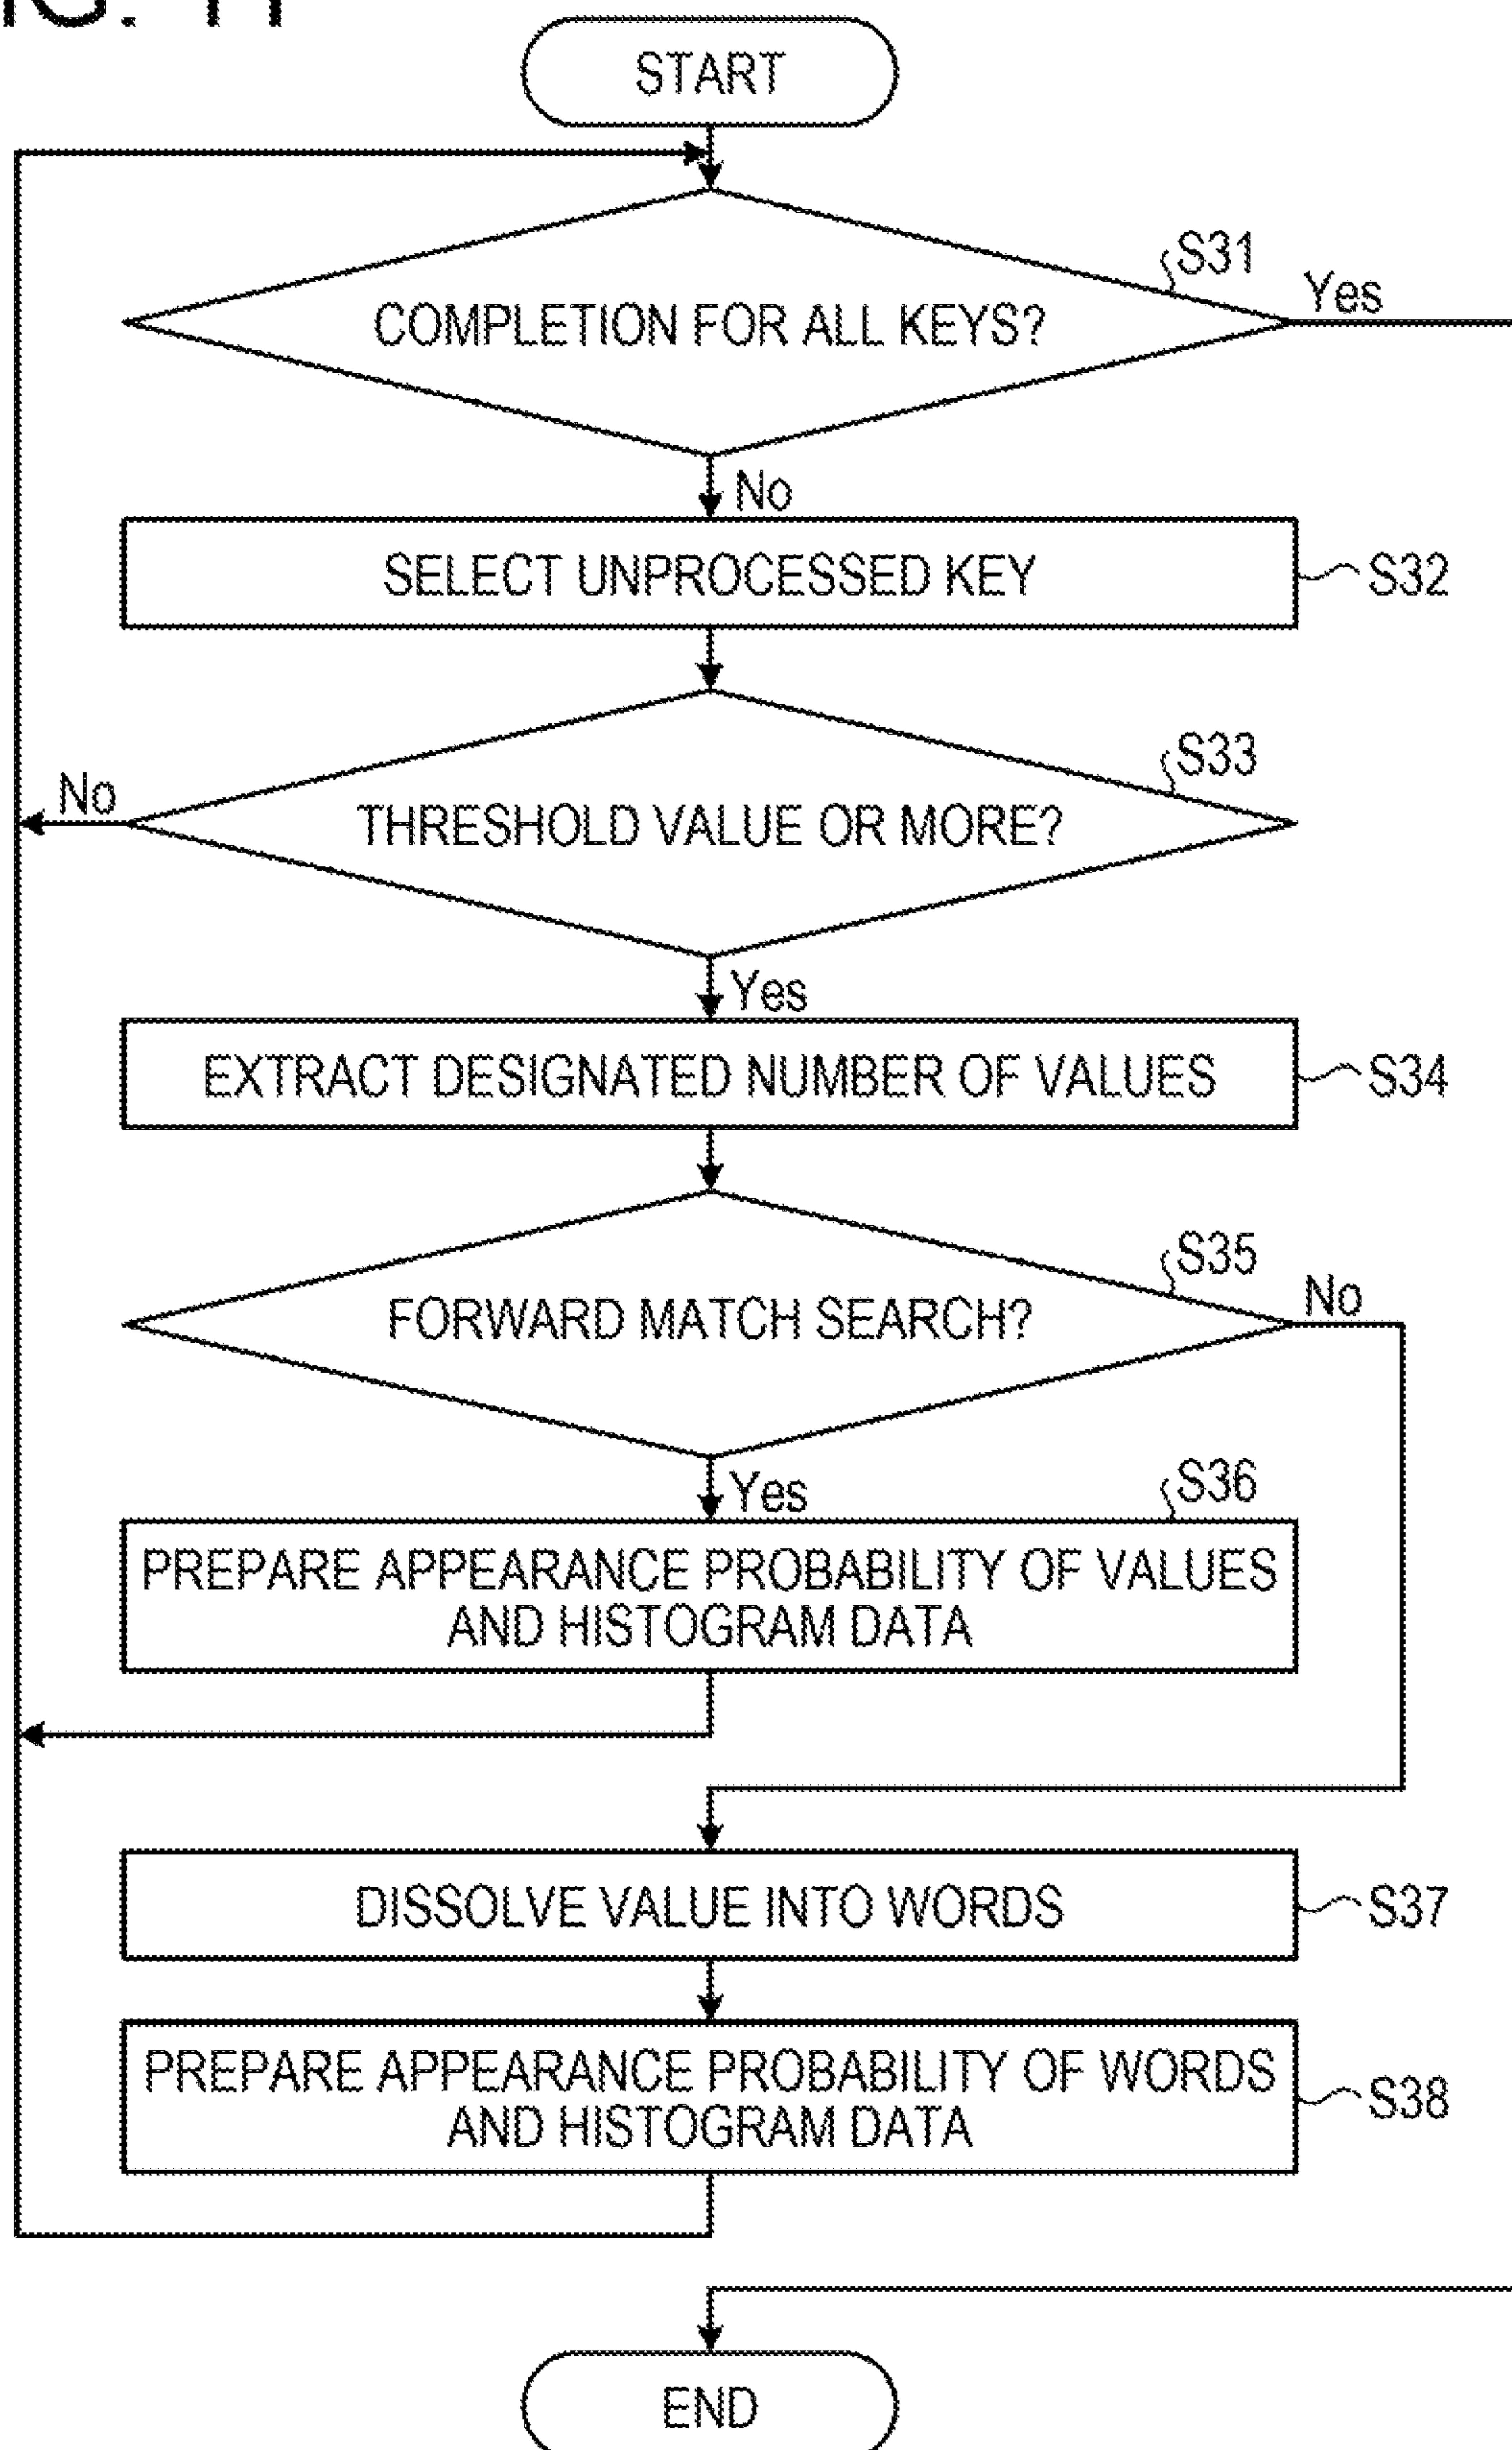 FIG. 11
START
S31
Yes
COMPLETION FOR ALL KEYS?
No
SELECT UNPROCESSED KEY
S32
S33
No
THRESHOLD VALUE OR MORE?
Yes
EXTRACT DESIGNATED NUMBER OF VALUES
S34
S35
No
FORWARD MATCH SEARCH?
Yes
S36
PREPARE APPEARANCE PROBABILITY OF VALUES
AND HISTOGRAM DATA
DISSOLVE VALUE INTO WORDS
S37
PREPARE APPEARANCE PROBABILITY OF WORDS
AND HISTOGRAM DATA
S38
END